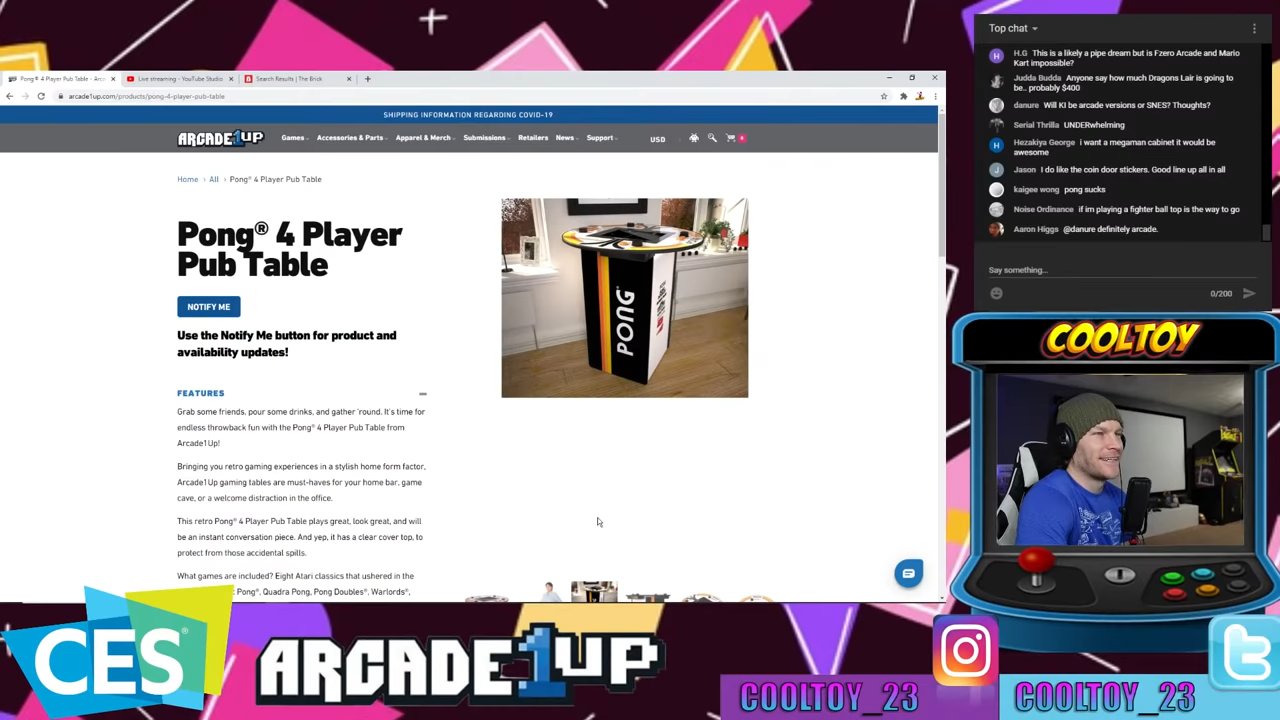 Pong® 4 Player Pub Table - Arc
Live streaming - YouTube Studio
Search Results | The Brick
arcade1up.com/products/pong-4-player-pub-table
SHIPPING INFORMATION REGARDING COVID-19
ARCADE1UP
Games
Accessories & Parts
Apparel & Merch
Submissions
Retailers
News
Support
USD
0
Home > All > Pong® 4 Player Pub Table
Pong® 4 Player
Pub Table
NOTIFY ME
Use the Notify Me button for product and
availability updates!
FEATURES
Grab some friends, pour some drinks, and gather 'round. It's time for
endless throwback fun with the Pong® 4 Player Pub Table from
Arcade1Up!
Bringing you retro gaming experiences in a stylish home form factor,
Arcade1Up gaming tables are must-haves for your home bar, game
cave, or a welcome distraction in the office.
This retro Pong® 4 Player Pub Table plays great, look great, and will
be an instant conversation piece. And yep, it has a clear cover top, to
protect from those accidental spills.
What games are included? Eight Atari classics that ushered in the
Pong®, Quadra Pong, Pong Doubles®, Warlords®,
PONG
Top chat
H.G This is a likely a pipe dream but is Fzero Arcade and Mario
Kart impossible?
Judda Budda Anyone say how much Dragons Lair is going to
be.. probably $400
danure Will KI be arcade versions or SNES? Thoughts?
Serial Thrilla UNDERwhelming
Hezakiya George i want a megaman cabinet it would be
awesome
Jason I do like the coin door stickers. Good line up all in all
kaigee wong pong sucks
Noise Ordinance if im playing a fighter ball top is the way to go
Aaron Higgs @danure definitely arcade.
Say something...
0/200
COOLTOY
CES®
ARCADE1UP
COOLTOY_23
COOLTOY_23